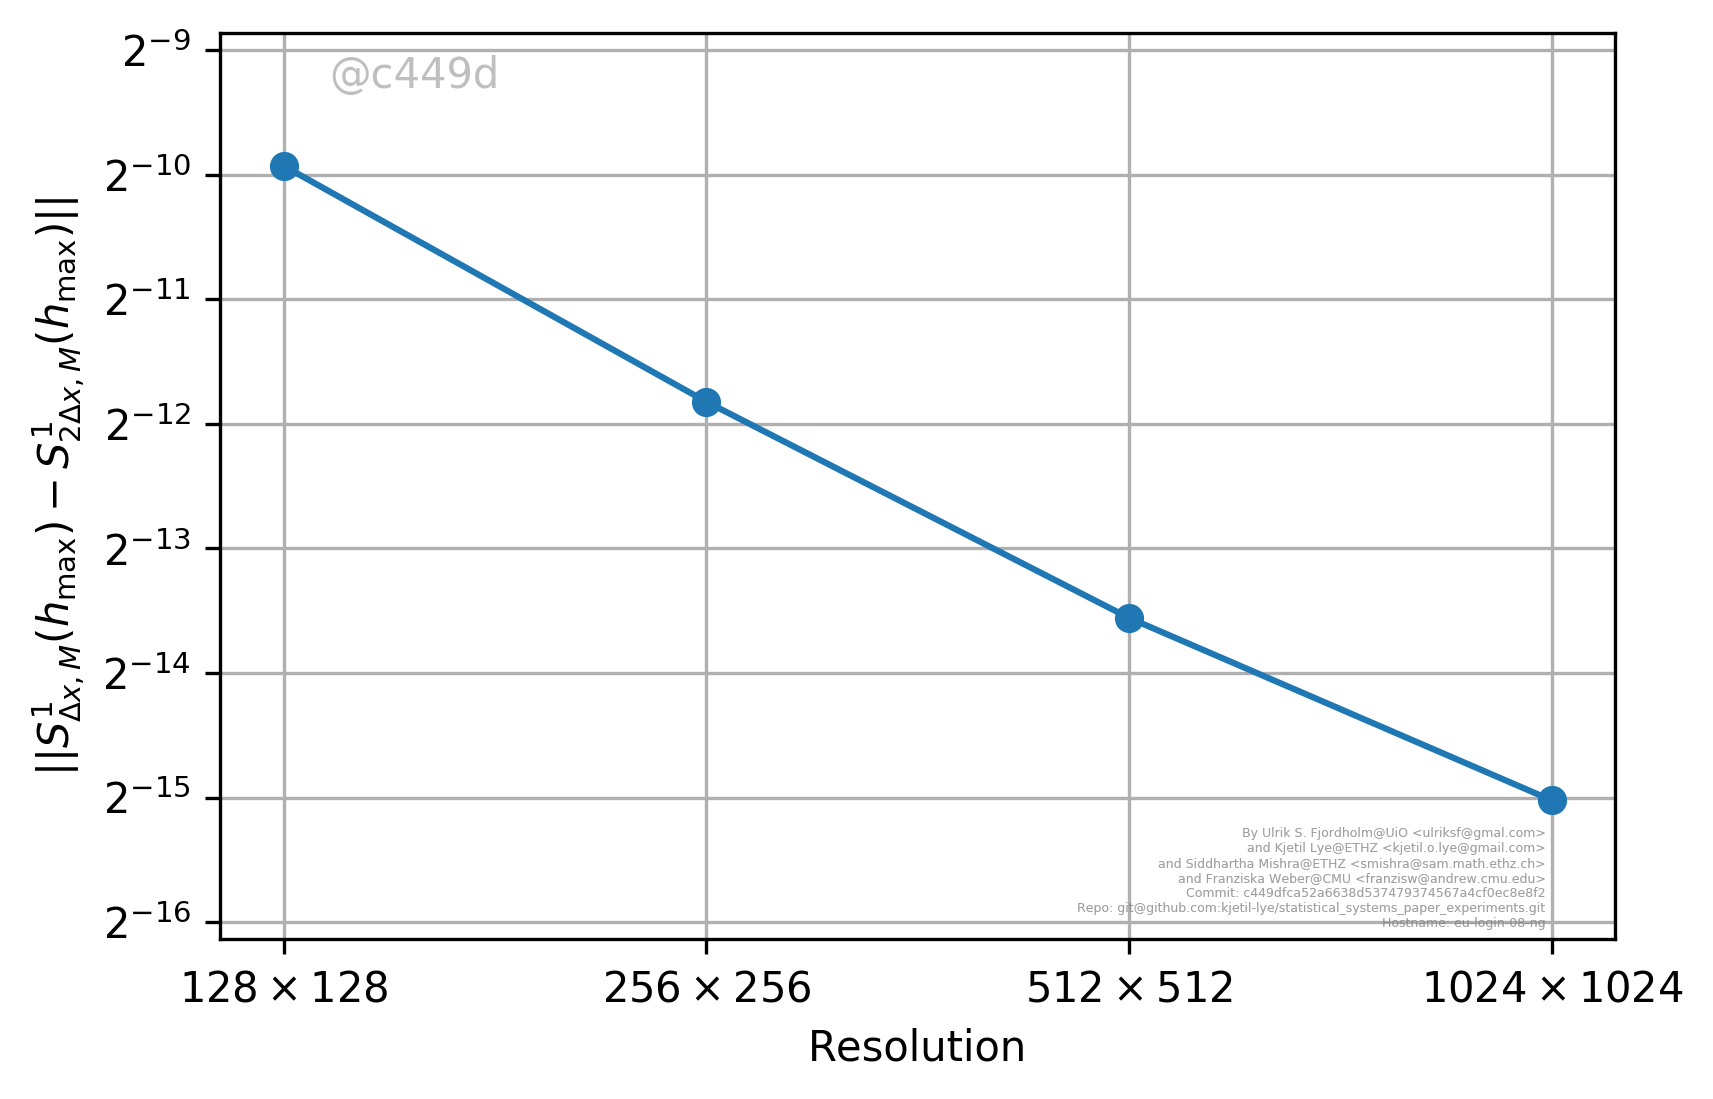 @c449d
2⁻⁹
2⁻¹⁰
2⁻¹¹
2⁻¹²
2⁻¹³
2⁻¹⁴
2⁻¹⁵
2⁻¹⁶
||S¹_{Δx, M}(h_max) − S¹_{2Δx, M}(h_max)||
By Ulrik S. Fjordholm@UiO <ulriksf@gmal.com>
and Kjetil Lye@ETHZ <kjetil.o.lye@gmail.com>
and Siddhartha Mishra@ETHZ <smishra@sam.math.ethz.ch>
and Franziska Weber@CMU <franzisw@andrew.cmu.edu>
Commit: c449dfca52a6638d537479374567a4cf0ec8e8f2
Repo: git@github.com:kjetil-lye/statistical_systems_paper_experiments.git
Hostname: eu-login-08-ng
128 × 128 256 × 256 512 × 512 1024 × 1024
Resolution